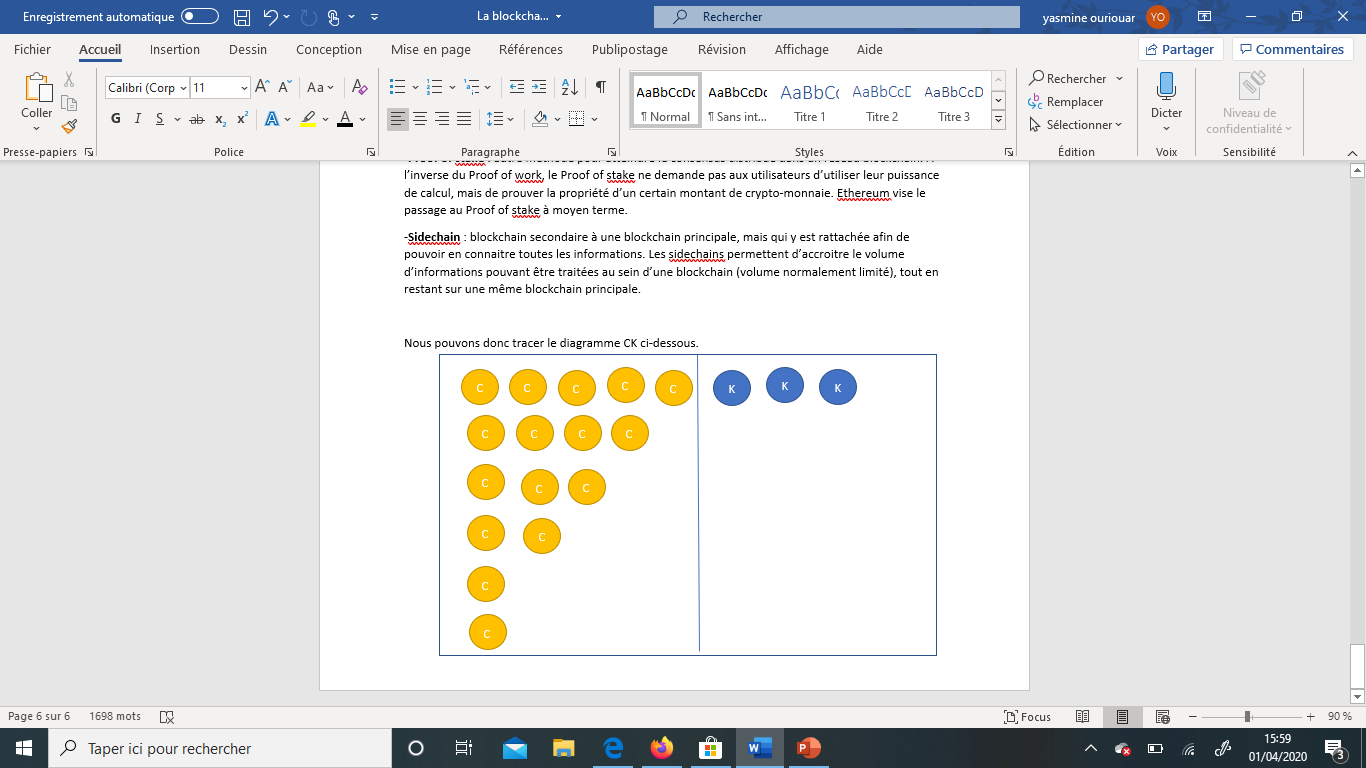 Enregistrement automatique
La blockcha...
Rechercher
yasmine ouriouar
YO
Fichier Accueil Insertion Dessin Conception Mise en page Références Publipostage Révision Affichage Aide
Partager
Commentaires
Coller
Calibri (Corp
11
Aa
G I S ab x₂ x²
A
A
AaBbCcDc AaBbCcDc AaBbCc AaBbCcD AaBbCcD
¶ Normal ¶ Sans int... Titre 1 Titre 2 Titre 3
Rechercher
Remplacer
Sélectionner
Dicter
Niveau de
confidentialité
Presse-papiers Police Paragraphe Styles Édition Voix Sensibilité
l’inverse du Proof of work, le Proof of stake ne demande pas aux utilisateurs d’utiliser leur puissance
de calcul, mais de prouver la propriété d’un certain montant de crypto-monnaie. Ethereum vise le
passage au Proof of stake à moyen terme.
-Sidechain : blockchain secondaire à une blockchain principale, mais qui y est rattachée afin de
pouvoir en connaitre toutes les informations. Les sidechains permettent d’accroitre le volume
d’informations pouvant être traitées au sein d’une blockchain (volume normalement limité), tout en
restant sur une même blockchain principale.
Nous pouvons donc tracer le diagramme CK ci-dessous.
C C C C C K K K
C C C C
C C C
C C
C
C
Page 6 sur 6 1698 mots
Focus
90 %
Taper ici pour rechercher
15:59
01/04/2020
3